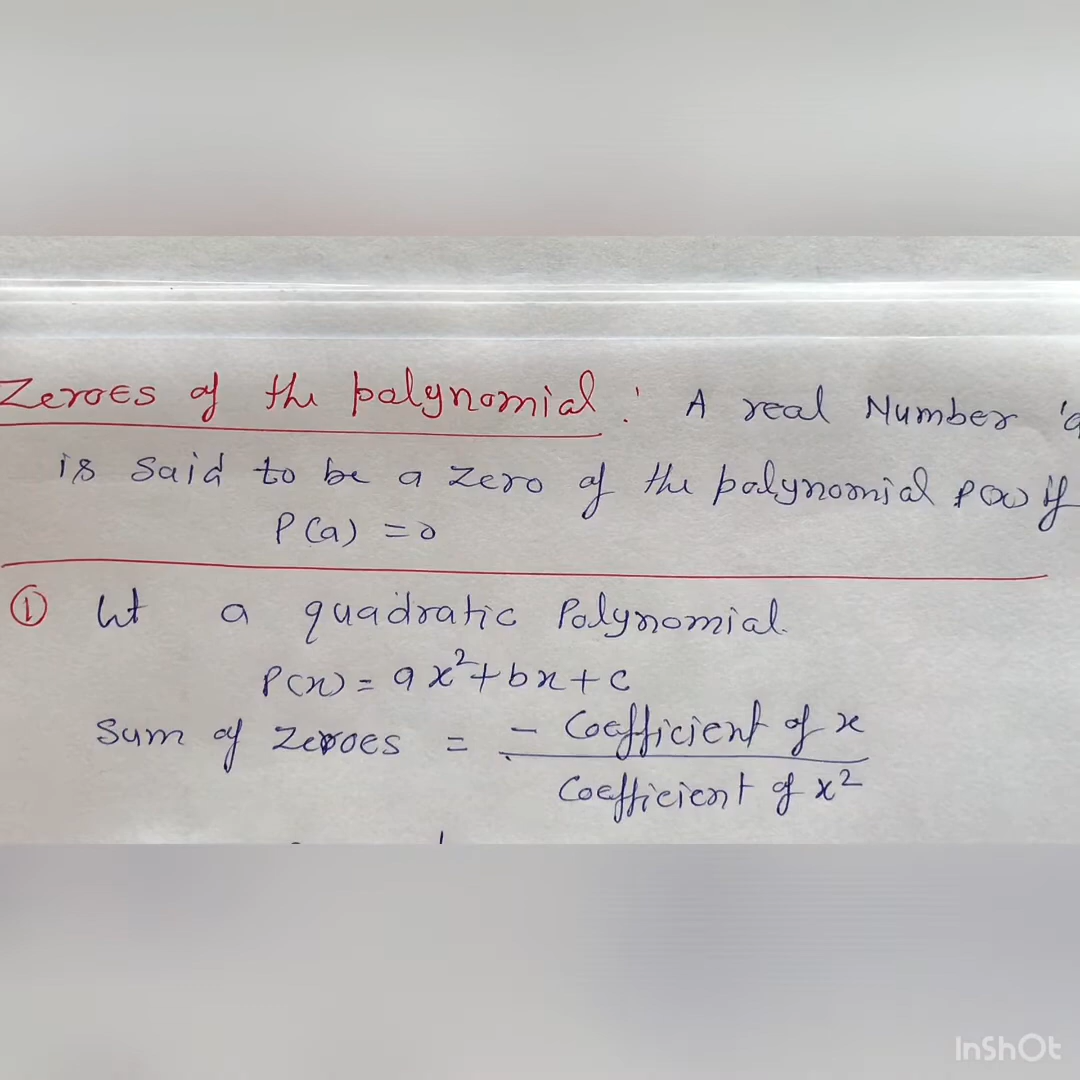 Zeroes of the polynomial : A real Number 'a
is said to be a zero of the polynomial P(x) if
P(a) = 0
① Let a quadratic Polynomial.
P(x) = ax²+bx+c
Sum of zeroes = - Coefficient of x
Coefficient of x²
InShOt